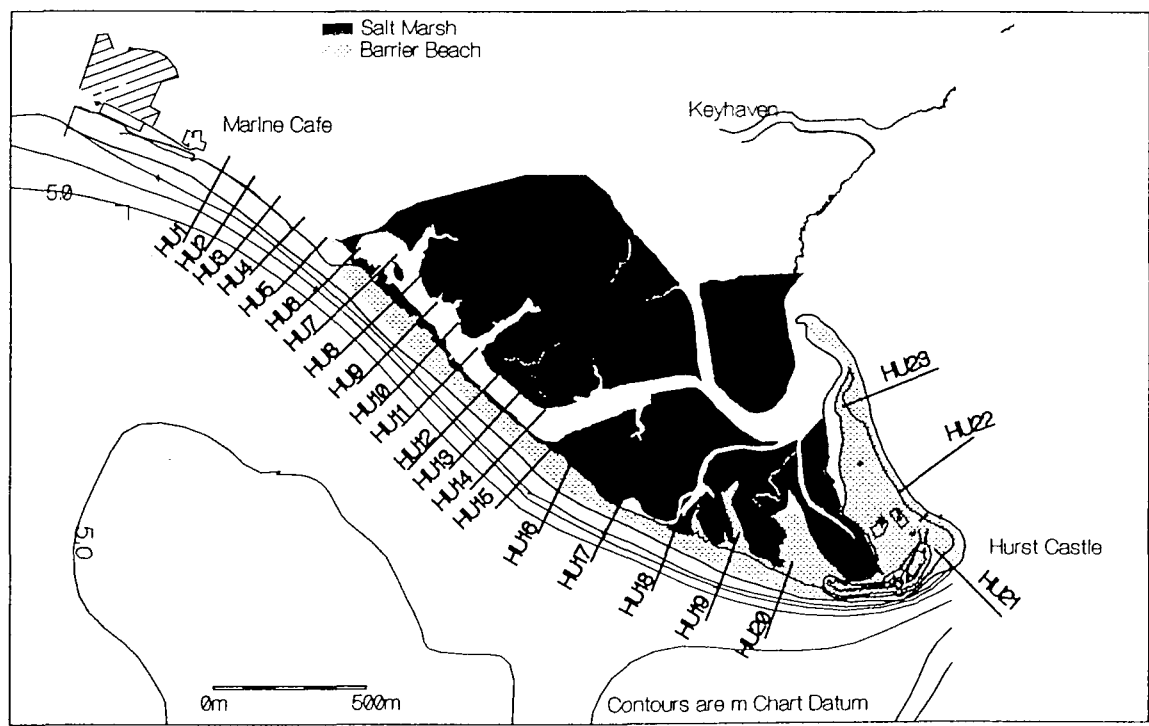 Salt Marsh
Barrier Beach
Keyhaven
Marine Cafe
5.0
HU1
HU2
HU3
HU4
HU5
HU6
HU7
HU8
HU9
HU10
HU11
HU12
HU13
HU14
HU15
HU16
HU17
HU18
HU19
HU20
HU21
HU22
HU23
Hurst Castle
5.0
0m 500m
Contours are m Chart Datum